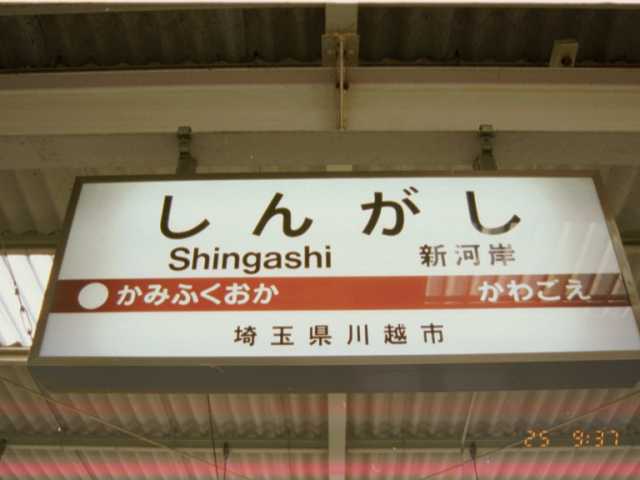 しんがし
Shingashi 新河岸
かみふくおか かわごえ
埼玉県川越市
25 9:37